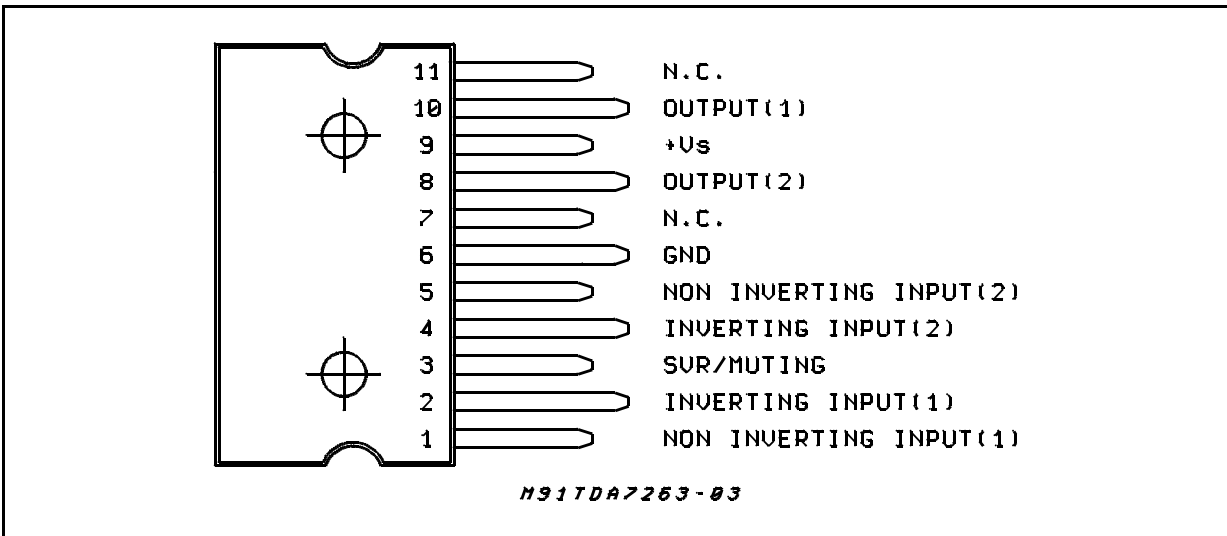 11 N.C.
10 OUTPUT(1)
9 +Vs
8 OUTPUT(2)
7 N.C.
6 GND
5 NON INVERTING INPUT(2)
4 INVERTING INPUT(2)
3 SVR/MUTING
2 INVERTING INPUT(1)
1 NON INVERTING INPUT(1)
M91TDA7263-03